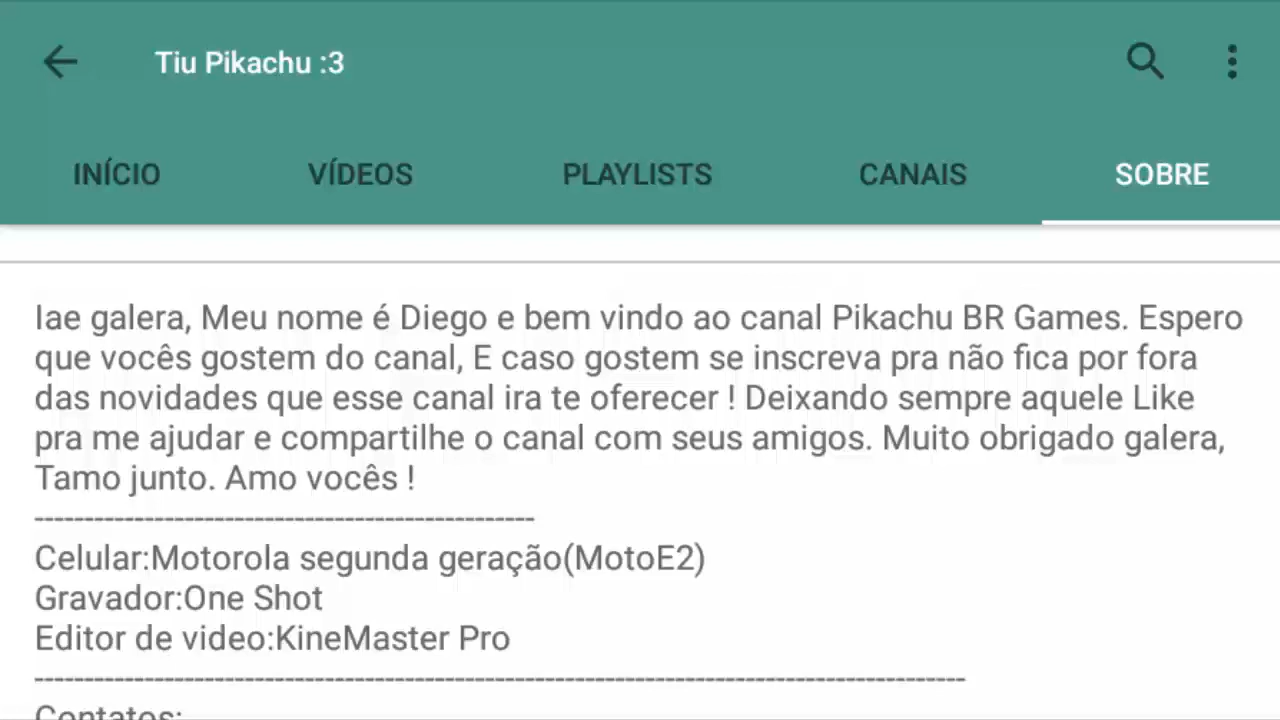 Tiu Pikachu :3
INÍCIO VÍDEOS PLAYLISTS CANAIS SOBRE
Iae galera, Meu nome é Diego e bem vindo ao canal Pikachu BR Games. Espero
que vocês gostem do canal, E caso gostem se inscreva pra não fica por fora
das novidades que esse canal ira te oferecer ! Deixando sempre aquele Like
pra me ajudar e compartilhe o canal com seus amigos. Muito obrigado galera,
Tamo junto. Amo vocês !
--------------------------------------------------
Celular:Motorola segunda geração(MotoE2)
Gravador:One Shot
Editor de video:KineMaster Pro
---------------------------------------------------------------------------------------------
Contatos: